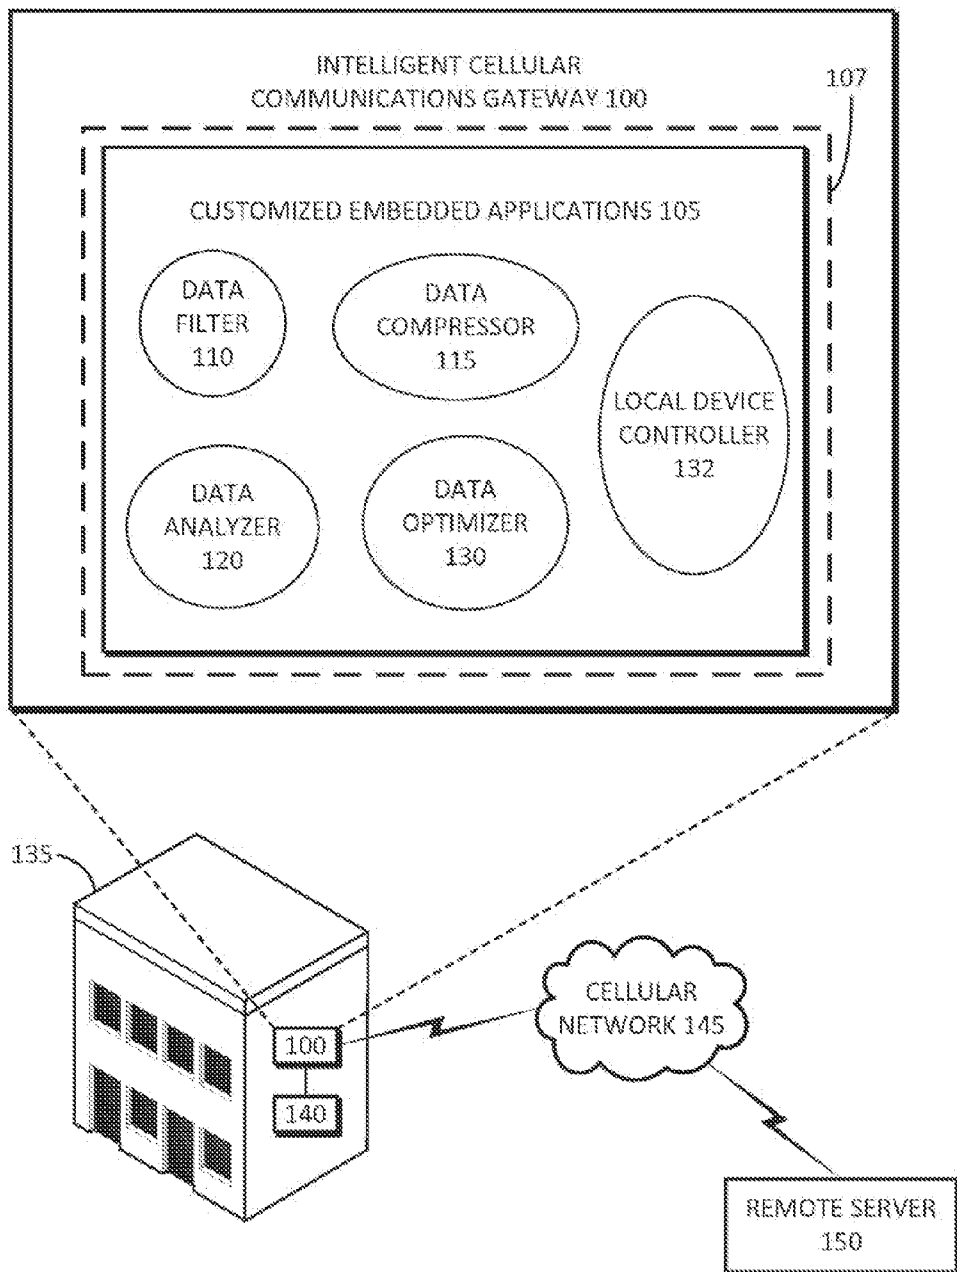 INTELLIGENT CELLULAR
COMMUNICATIONS GATEWAY 100
107
CUSTOMIZED EMBEDDED APPLICATIONS 105
DATA
FILTER
110
DATA
COMPRESSOR
115
LOCAL DEVICE
CONTROLLER
132
DATA
ANALYZER
120
DATA
OPTIMIZER
130
135
100
140
CELLULAR
NETWORK 145
REMOTE SERVER
150